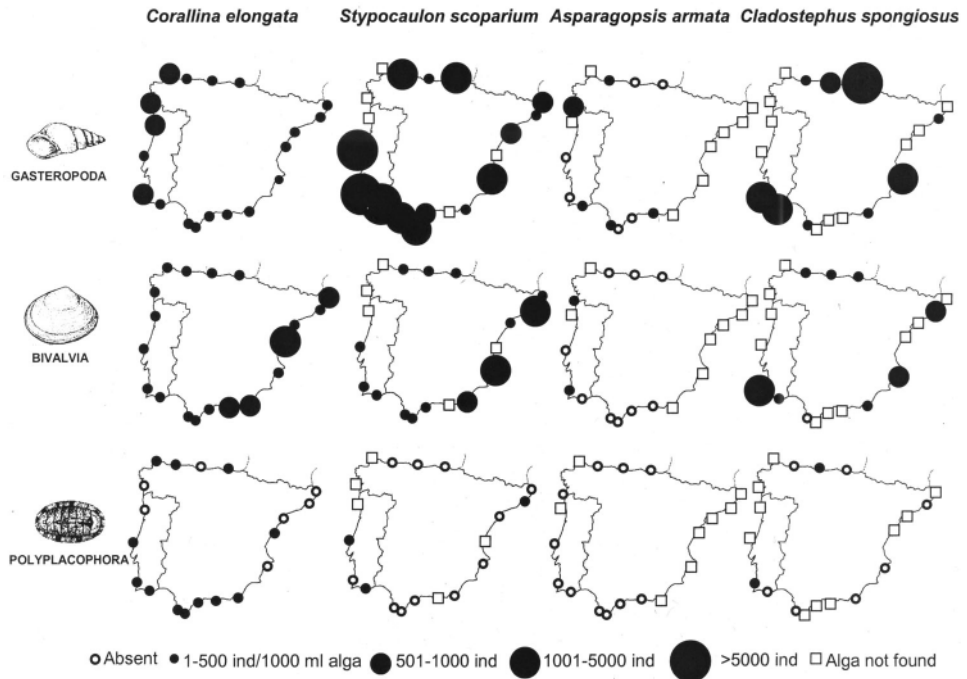 Corallina elongata Stypocaulon scoparium Asparagopsis armata Cladostephus spongiosus
GASTEROPODA
BIVALVIA
POLYPLACOPHORA
Absent 1-500 ind/1000 ml alga 501-1000 ind 1001-5000 ind >5000 ind Alga not found